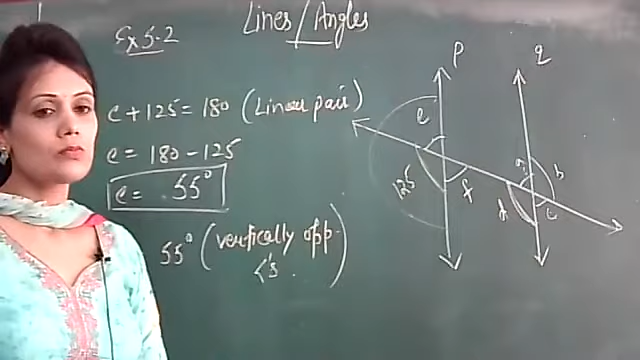 Lines/Angles
Ex 5.2
e + 125 = 180 (Linear pair)
e = 180 - 125
e = 55°
55° (vertically opp.
∠'s.)
p
q
e
125
f
a
b
d
c